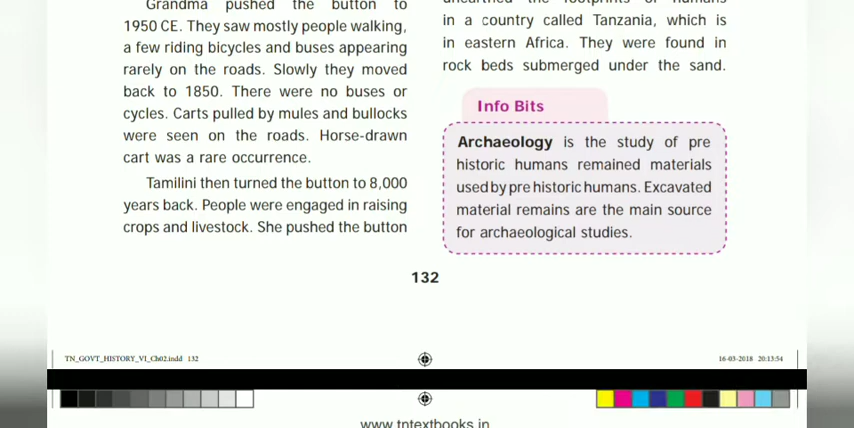 Grandma pushed the button to
1950 CE. They saw mostly people walking,
a few riding bicycles and buses appearing
rarely on the roads. Slowly they moved
back to 1850. There were no buses or
cycles. Carts pulled by mules and bullocks
were seen on the roads. Horse-drawn
cart was a rare occurrence.
Tamilini then turned the button to 8,000
years back. People were engaged in raising
crops and livestock. She pushed the button
unearthed the footprints of humans
in a country called Tanzania, which is
in eastern Africa. They were found in
rock beds submerged under the sand.
Info Bits
Archaeology is the study of pre
historic humans remained materials
used by pre historic humans. Excavated
material remains are the main source
for archaeological studies.
132
TN_GOVT_HISTORY_VI_Ch02.indd 132
16-03-2018 20:13:54
www.tntextbooks.in